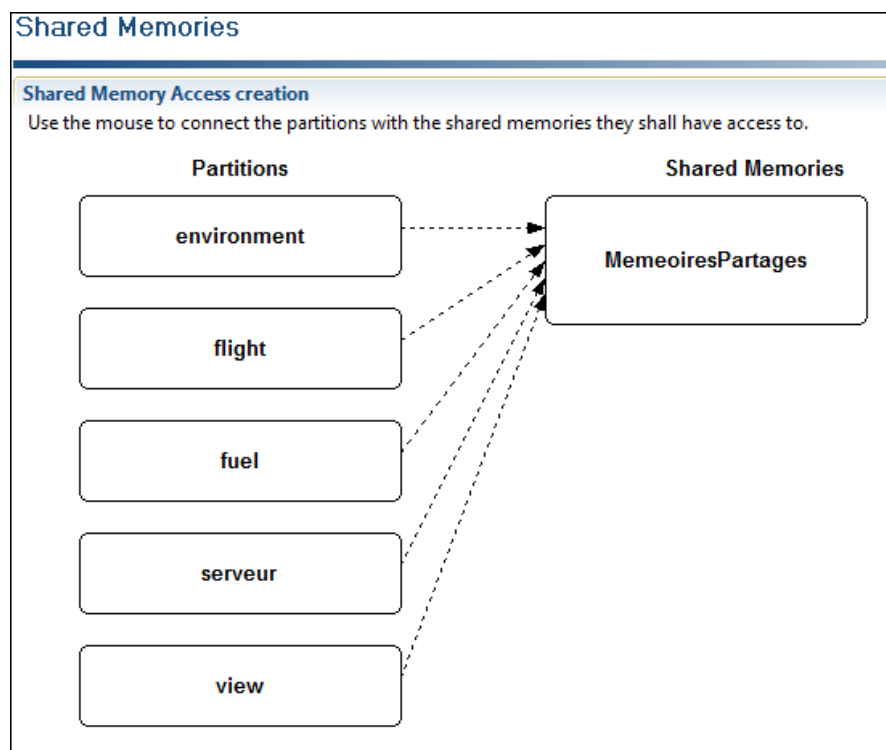 Shared Memories
Shared Memory Access creation
Use the mouse to connect the partitions with the shared memories they shall have access to.
Partitions
Shared Memories
environment
MemeoiresPartages
flight
fuel
serveur
view